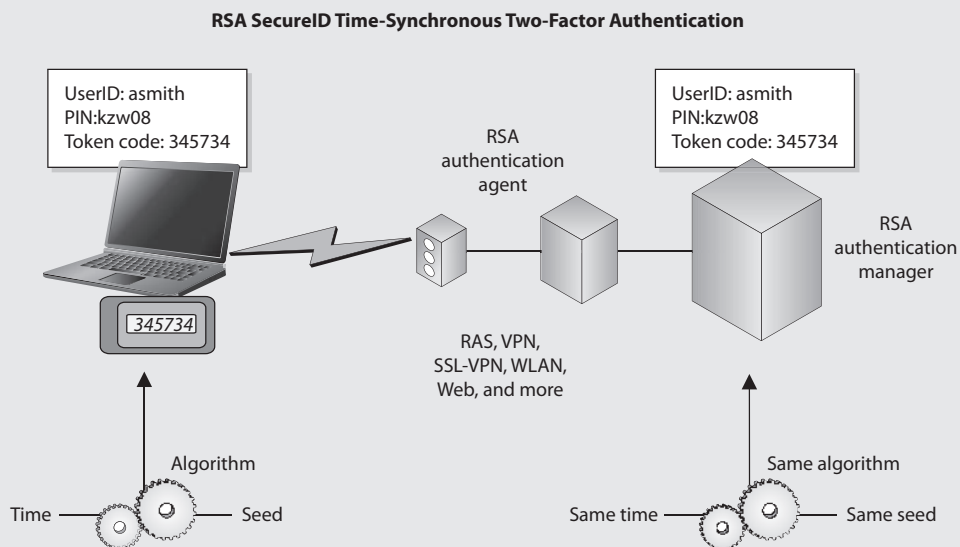 RSA SecureID Time-Synchronous Two-Factor Authentication
UserID: asmith
PIN:kzw08
Token code: 345734
UserID: asmith
PIN:kzw08
Token code: 345734
RSA
authentication
agent
RSA
authentication
manager
345734
RAS, VPN,
SSL-VPN, WLAN,
Web, and more
Algorithm
Time
Seed
Same algorithm
Same time
Same seed